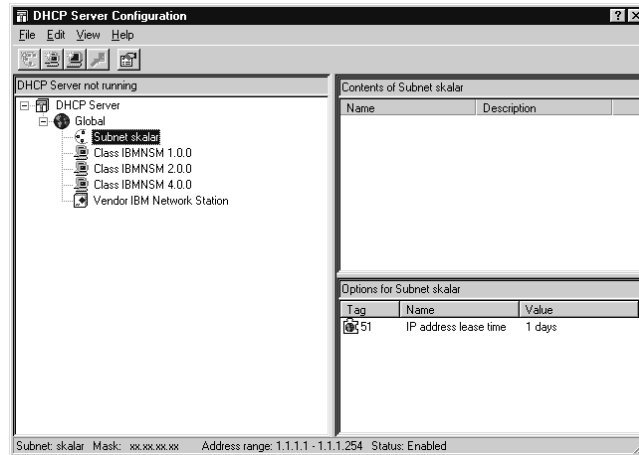 DHCP Server Configuration
File Edit View Help
DHCP Server not running
DHCP Server
Global
Subnet skalar
Class IBMNSM 1.0.0
Class IBMNSM 2.0.0
Class IBMNSM 4.0.0
Vendor IBM Network Station
Contents of Subnet skalar
Name Description
Options for Subnet skalar
Tag Name Value
51 IP address lease time 1 days
Subnet: skalar Mask: xx.xx.xx.xx Address range: 1.1.1.1 - 1.1.1.254 Status: Enabled